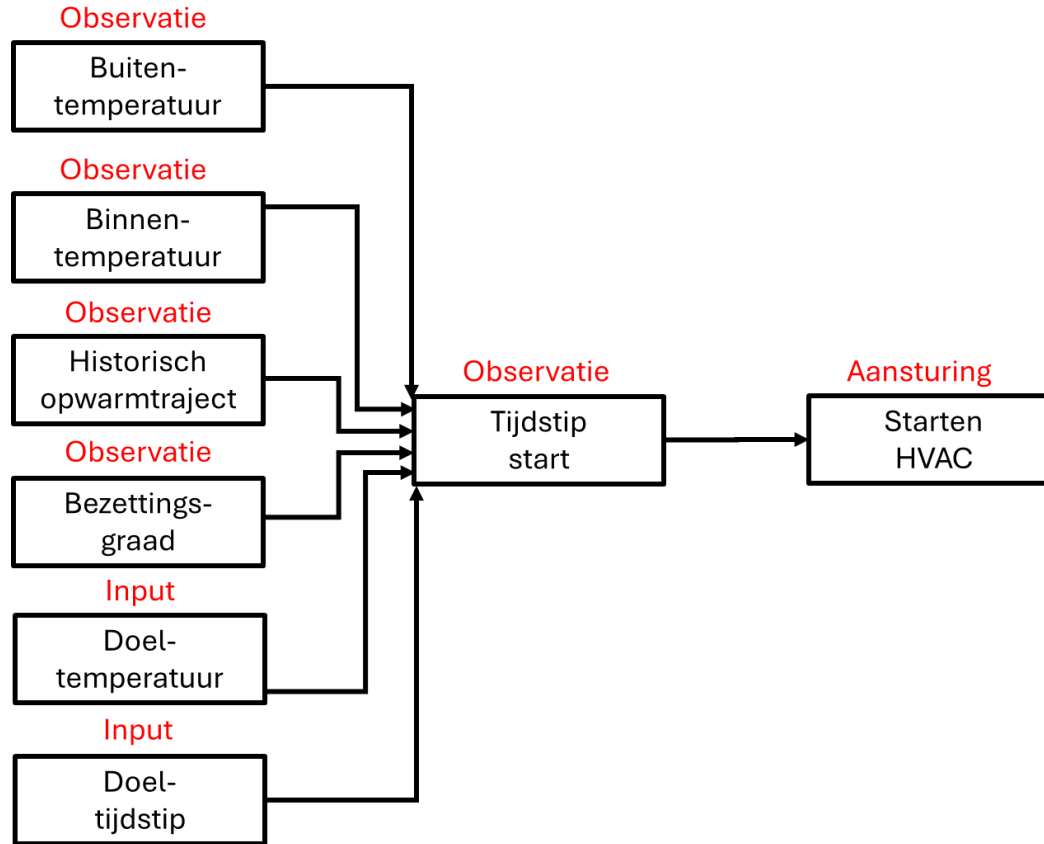 Observatie
Buiten-
temperatuur
Observatie
Binnen-
temperatuur
Observatie
Historisch
opwarmtraject
Observatie
Bezettings-
graad
Input
Doel-
temperatuur
Input
Doel-
tijdstip
Observatie
Tijdstip
start
Aansturing
Starten
HVAC